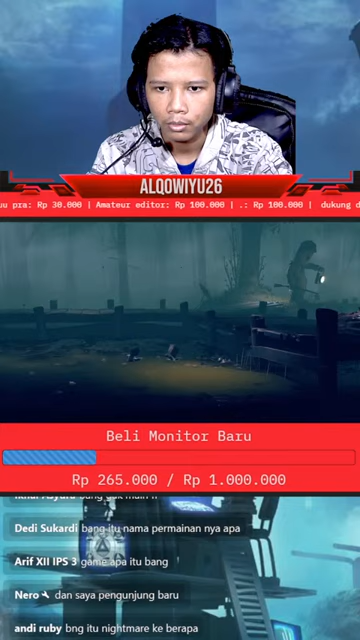 ALQOWIYU26
pra: Rp 30.000 | Amateur editor: Rp 100.000 | .: Rp 100.000 | dukung
Beli Monitor Baru
Rp 265.000 / Rp 1.000.000
Dedi Sukardi bang itu nama permainan nya apa
Arif XII IPS 3 game apa itu bang
Nero dan saya pengunjung baru
andi ruby bng itu nightmare ke berapa